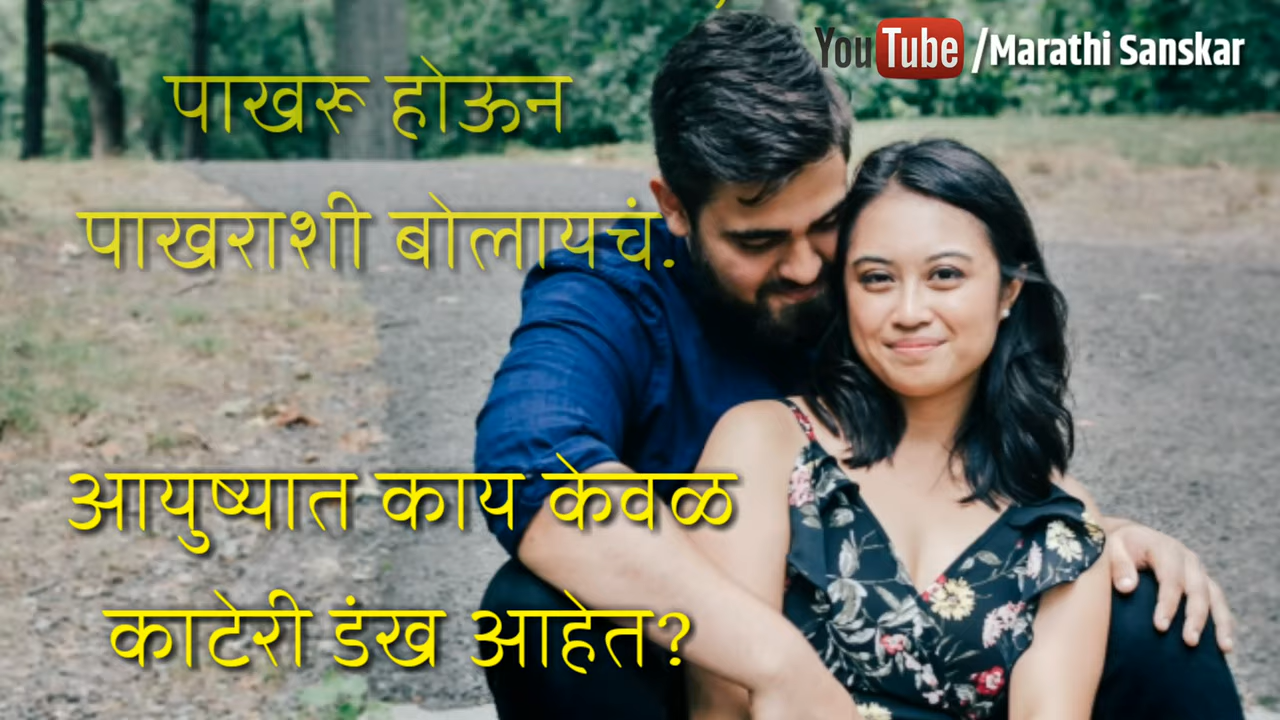 YouTube /Marathi Sanskar
पाखरू होऊन
पाखराशी बोलायचं.
आयुष्यात काय केवळ
काटेरी डंख आहेत?